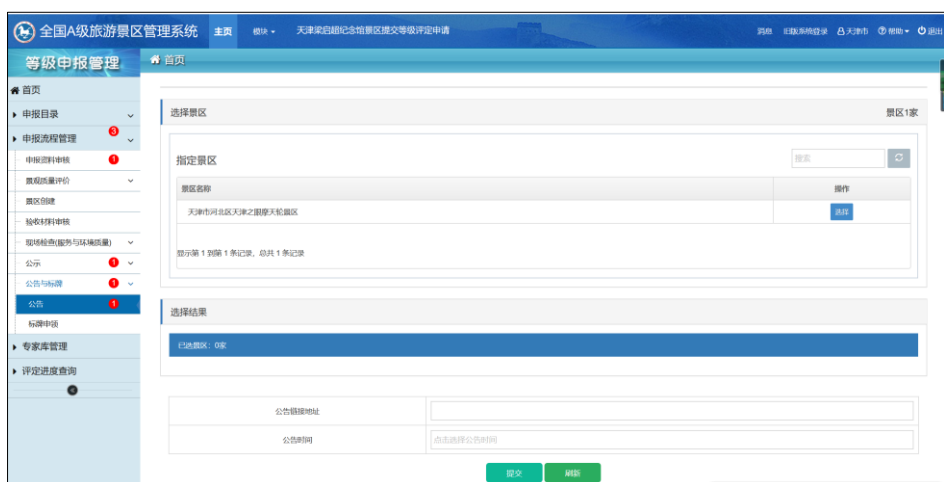 全国A级旅游景区管理系统 主页 模块 天津梁启超纪念馆景区提交等级评定申请 消息 旧版系统登录 天津市 帮助 退出
等级申报管理 首页
首页
申报目录
申报流程管理 3
申报资料审核 1
景观质量评价
景区创建
验收材料审核
现场检查(服务与环境质量)
公示 1
公告与标牌 1
公告 1
标牌申领
专家库管理
评定进度查询
选择景区 景区1家
指定景区 搜索
景区名称 操作
天津市河北区天津之眼摩天轮景区 选择
显示第 1 到第 1 条记录，总共 1 条记录
选择结果
已选景区：0家
公告链接地址
公告时间 点击选择公告时间
提交 刷新